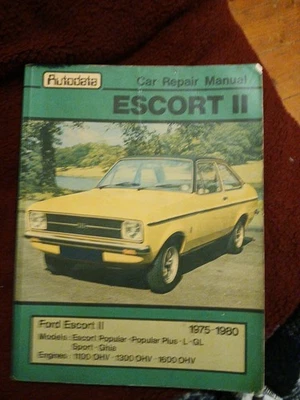 Autodata
Car Repair Manual
ESCORT II
Ford Escort II
1975-1980
Models: Escort Popular - Popular Plus - L - GL
Sport - Ghia
Engines: 1100 OHV - 1300 OHV - 1600 OHV